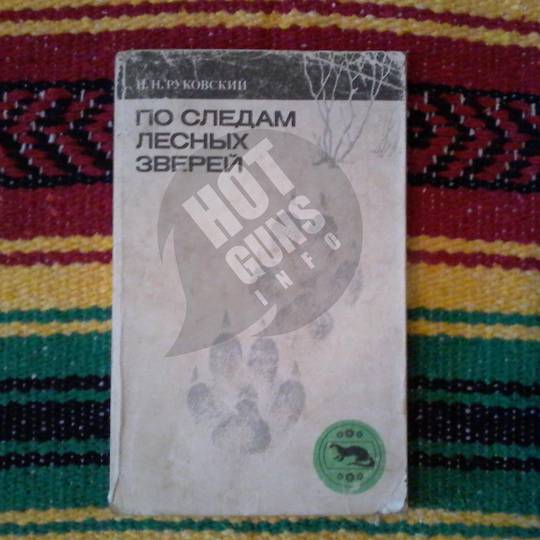 Н. Н. РУКОВСКИЙ
ПО СЛЕДАМ
ЛЕСНЫХ
ЗВЕРЕЙ
HOT
GUNS
INFO